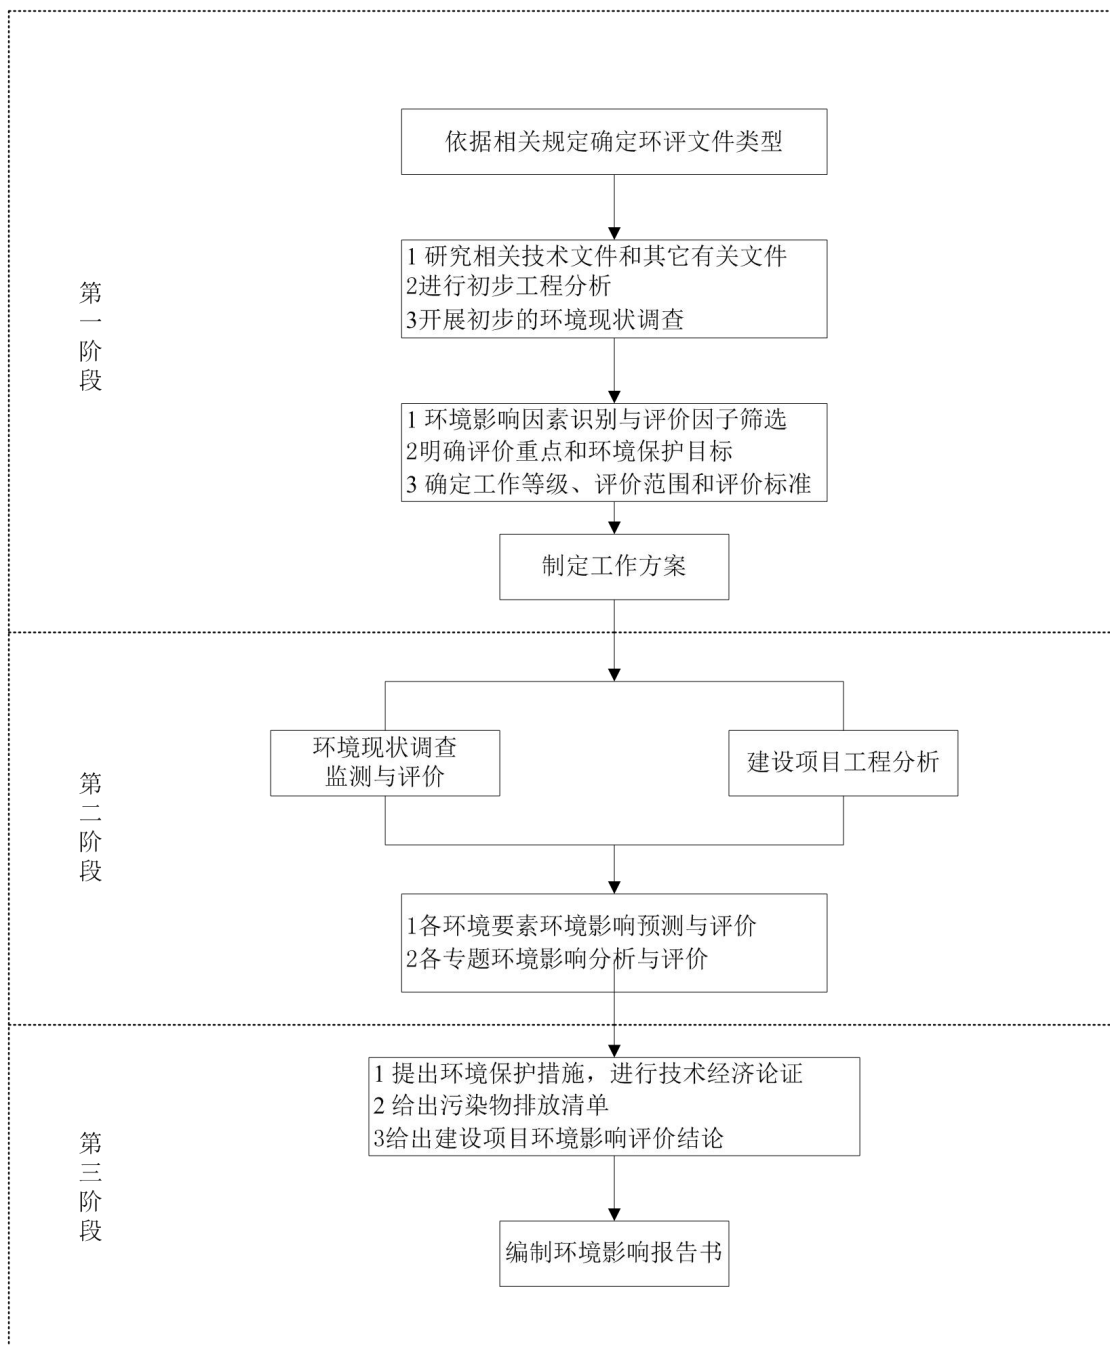 依据相关规定确定环评文件类型
第一阶段
1 研究相关技术文件和其它有关文件
2进行初步工程分析
3开展初步的环境现状调查
1 环境影响因素识别与评价因子筛选
2明确评价重点和环境保护目标
3 确定工作等级、评价范围和评价标准
制定工作方案
第二阶段
环境现状调查
监测与评价
建设项目工程分析
1各环境要素环境影响预测与评价
2各专题环境影响分析与评价
第三阶段
1 提出环境保护措施，进行技术经济论证
2 给出污染物排放清单
3给出建设项目环境影响评价结论
编制环境影响报告书